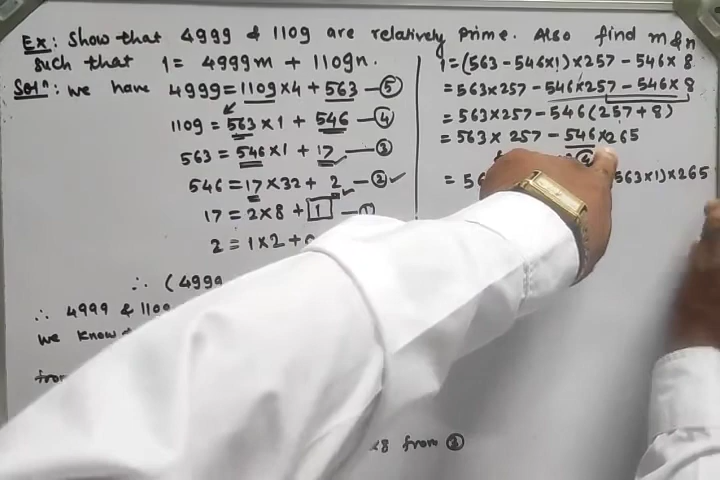 Ex: Show that 4999 & 1109 are relatively prime. Also find m & n
such that 1 = 4999m + 1109n.
Solⁿ: we have 4999 = 1109 × 4 + 563 — ⑤
1109 = 563 × 1 + 546 — ④
563 = 546 × 1 + 17 — ③
546 = 17 × 32 + 2 — ② ✓
17 = 2 × 8 + 1 — ①
2 = 1 × 2 +
∴ (4999
∴ 4999 & 110
we know
from
×8 from ③
1 = (563 - 546×1) × 257 - 546 × 8
= 563×257 - 546×257 - 546×8
= 563×257 - 546(257 + 8)
= 563 × 257 - 546×265
④
= 56 563×1)×265